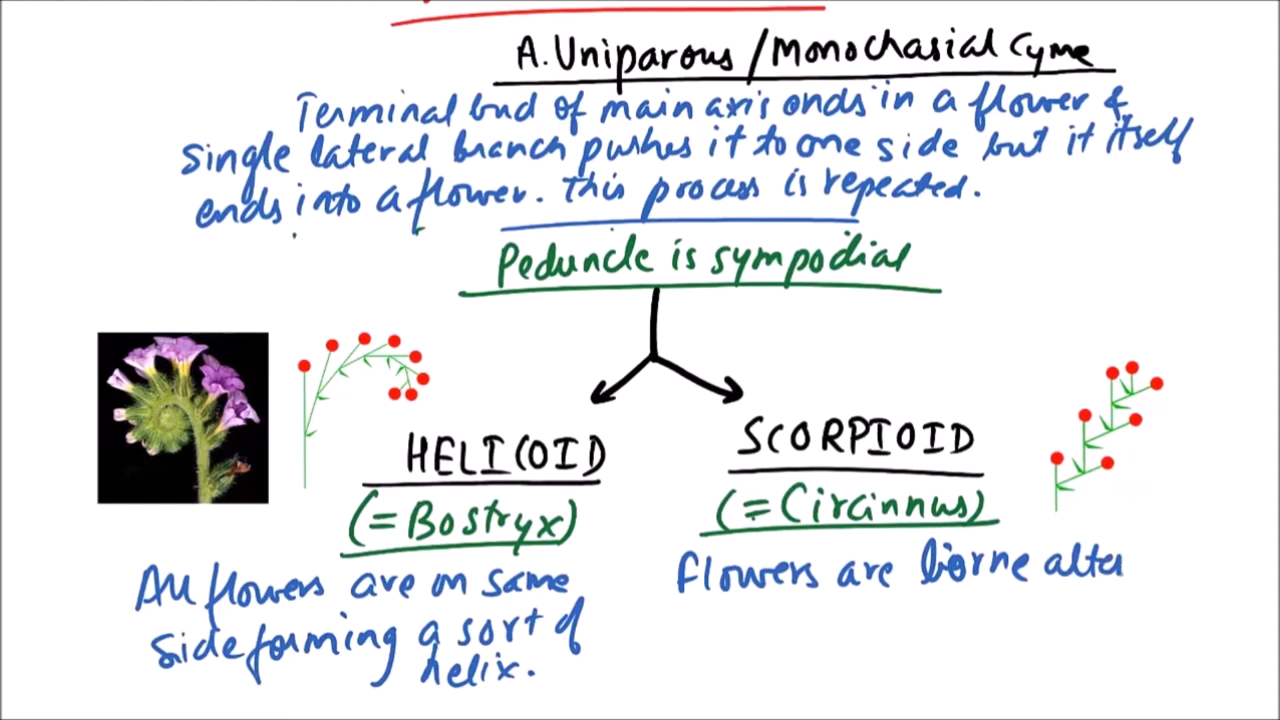 A. Uniparous/Monochasial Cyme
Terminal bud of main axis ends in a flower &
single lateral branch pushes it to one side but it itself
ends into a flower. This process is repeated.
Peduncle is sympodial
HELICOID
(=Bostryx)
All flowers are on same
side forming a sort of
helix.
SCORPIOID
(=Circinnus)
Flowers are borne alter